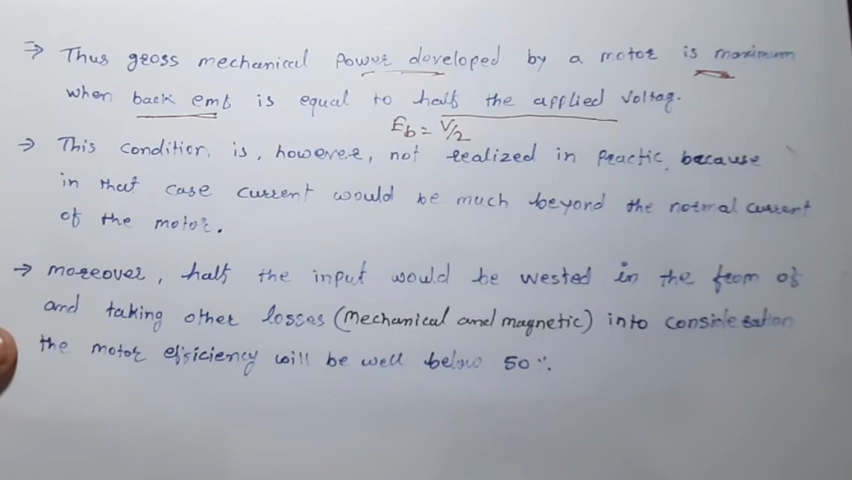 ⇒ Thus gross mechanical power developed by a motor is maximum
when back emf is equal to half the applied voltag.
Eb = V/2
→ This condition, is, however, not realized in practic, because
in that case current would be much beyond the normal current
of the motor.
→ moreover, half the input would be wested in the from of
and taking other losses (mechanical and magnetic) into consideration
the motor efficiency will be well below 50%.